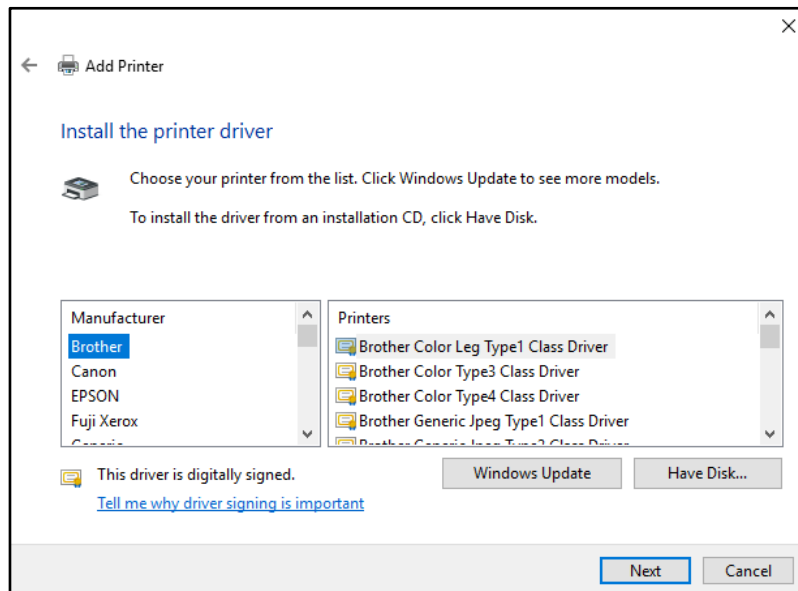 Add Printer
Install the printer driver
Choose your printer from the list. Click Windows Update to see more models.
To install the driver from an installation CD, click Have Disk.
Manufacturer
Brother
Canon
EPSON
Fuji Xerox
Printers
Brother Color Leg Type1 Class Driver
Brother Color Type3 Class Driver
Brother Color Type4 Class Driver
Brother Generic Jpeg Type1 Class Driver
This driver is digitally signed.
Tell me why driver signing is important
Windows Update
Have Disk...
Next
Cancel